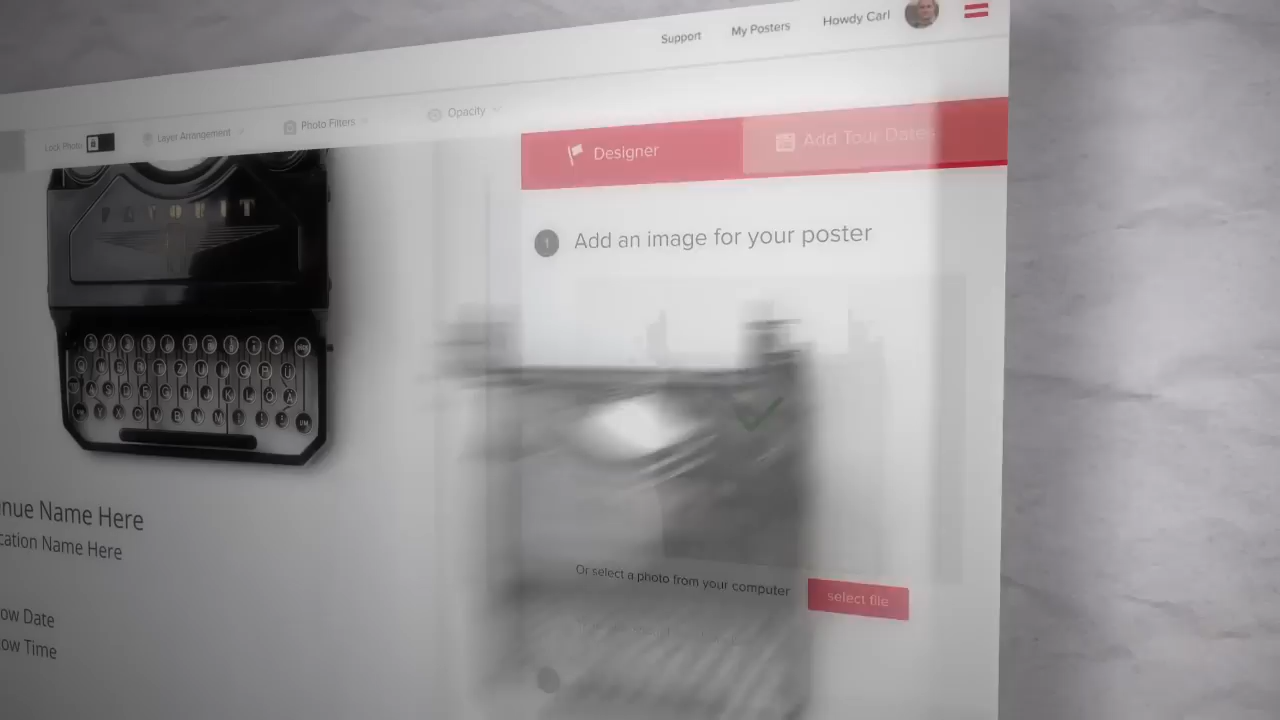 Support My Posters Howdy Carl
Lock Photo Layer Arrangement Photo Filters Opacity
Designer Add Tour Dates
1 Add an image for your poster
nue Name Here
cation Name Here
ow Date
ow Time
Or select a photo from your computer select file